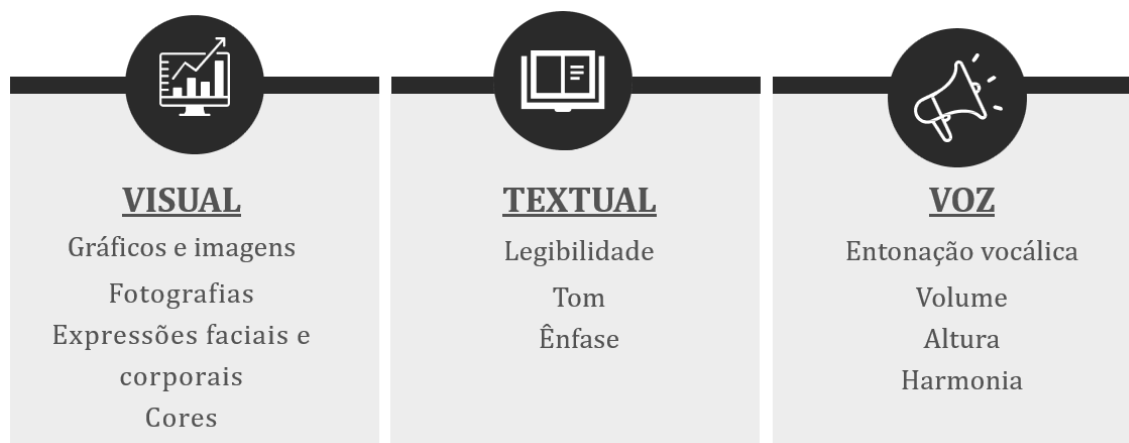 VISUAL
Gráficos e imagens
Fotografias
Expressões faciais e
corporais
Cores
TEXTUAL
Legibilidade
Tom
Ênfase
VOZ
Entonação vocálica
Volume
Altura
Harmonia